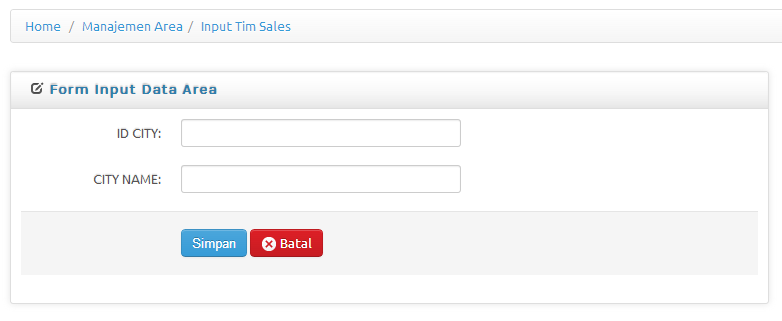 Home / Manajemen Area / Input Tim Sales
Form Input Data Area
ID CITY:
CITY NAME:
Simpan Batal